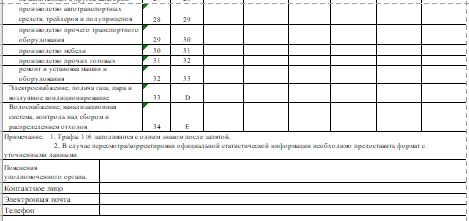 производство автотранспортных
средств, трейлеров и полуприцепов 28 29
производство прочего транспортного
оборудования 29 30
производство мебели 30 31
производство прочих готовых 31 32
ремонт и установка машин и
оборудования 32 33
Электроснабжение, подача газа, пара и
воздушное кондиционирование 33 D
Водоснабжение; канализационная
система, контроль над сбором и
распределением отходов 34 E
Примечание. 1. Графы 1-6 заполняются с одним знаком после запятой.
2. В случае пересмотра/корректировки официальной статистической информации необходимо предоставить формат с
уточненными данными
Пояснения
уполномоченного органа.
Контактное лицо
Электронная почта
Телефон